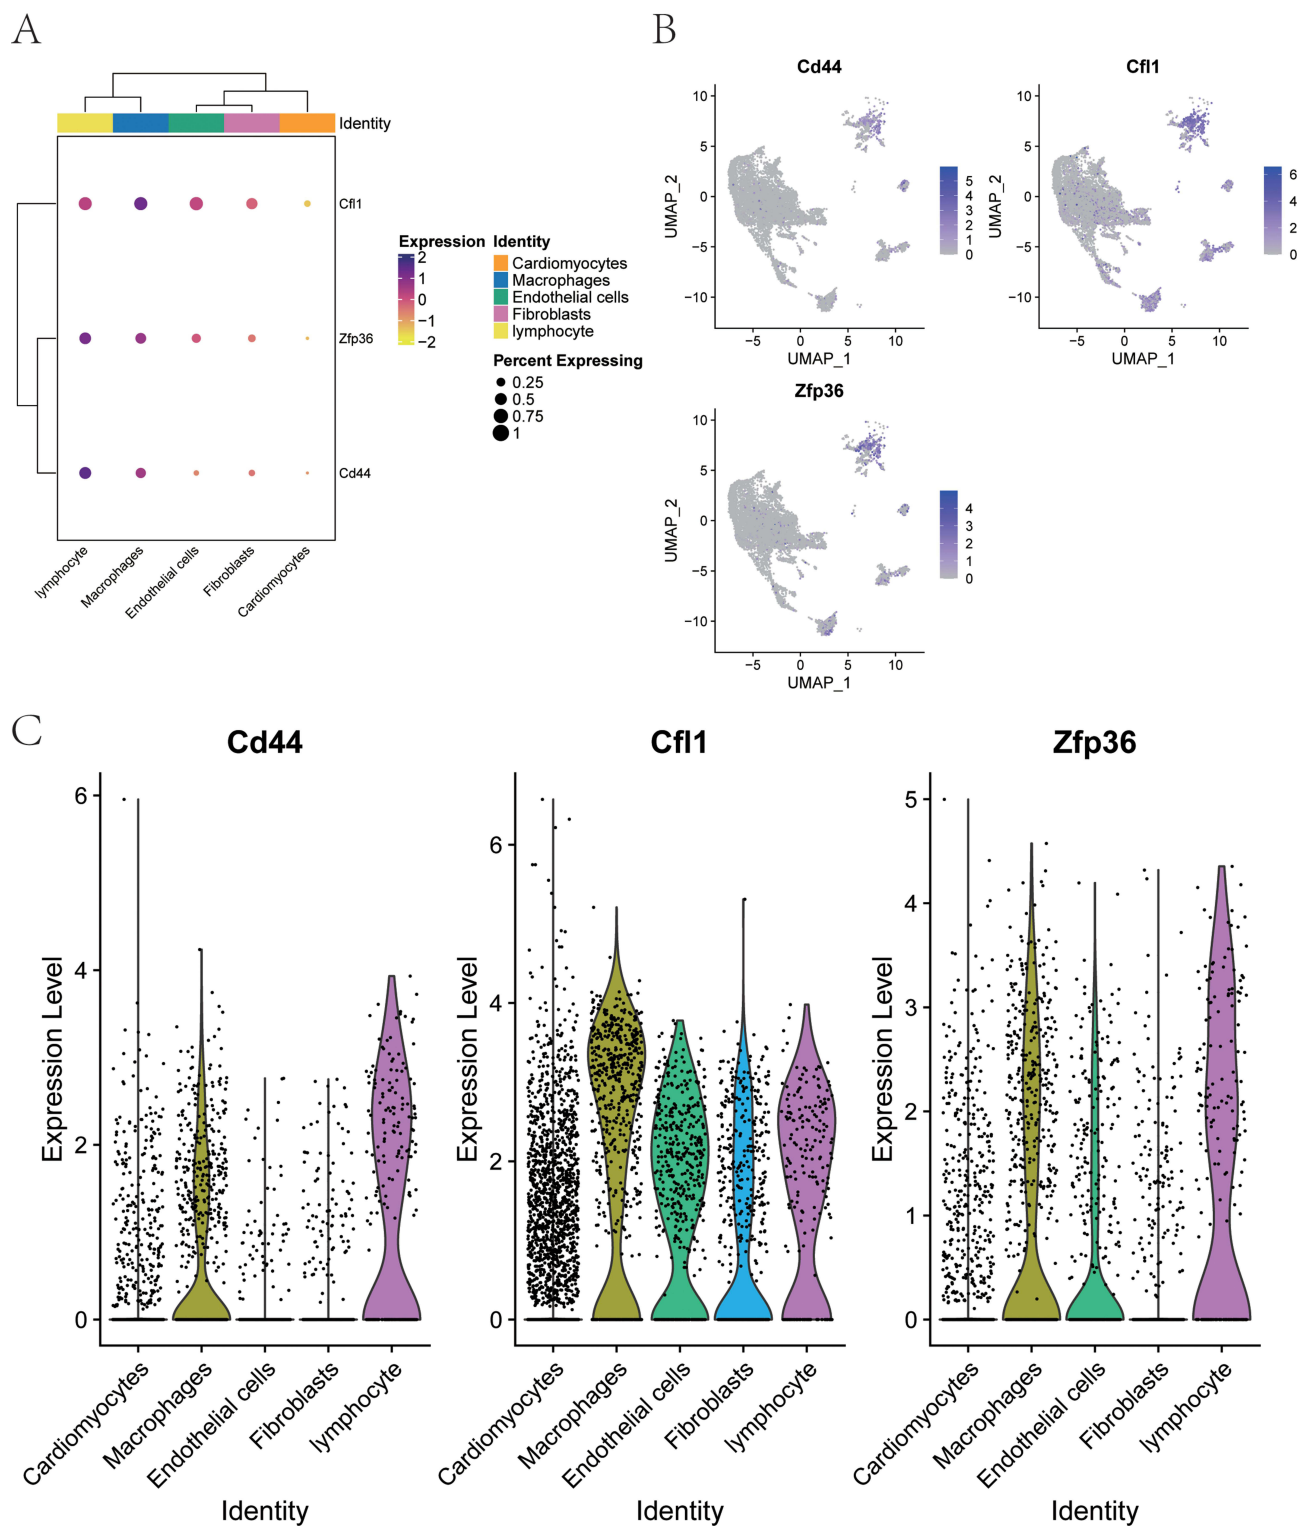 A
Identity
Cfl1
Zfp36
Cd44
lymphocyte
Macrophages
Endothelial cells
Fibroblasts
Cardiomyocytes
Expression
2
1
0
−1
−2
Identity
Cardiomyocytes
Macrophages
Endothelial cells
Fibroblasts
lymphocyte
Percent Expressing
0.25
0.5
0.75
1
B
Cd44
10
5
0
−5
−10
UMAP_2
−5 0 5 10
UMAP_1
5
4
3
2
1
0
Cfl1
10
5
0
−5
−10
UMAP_2
−5 0 5 10
UMAP_1
6
4
2
0
Zfp36
10
5
0
−5
−10
UMAP_2
−5 0 5 10
UMAP_1
4
3
2
1
0
C
Cd44
6
4
2
0
Expression Level
Cardiomyocytes
Macrophages
Endothelial cells
Fibroblasts
lymphocyte
Identity
Cfl1
6
4
2
0
Expression Level
Cardiomyocytes
Macrophages
Endothelial cells
Fibroblasts
lymphocyte
Identity
Zfp36
5
4
3
2
1
0
Expression Level
Cardiomyocytes
Macrophages
Endothelial cells
Fibroblasts
lymphocyte
Identity